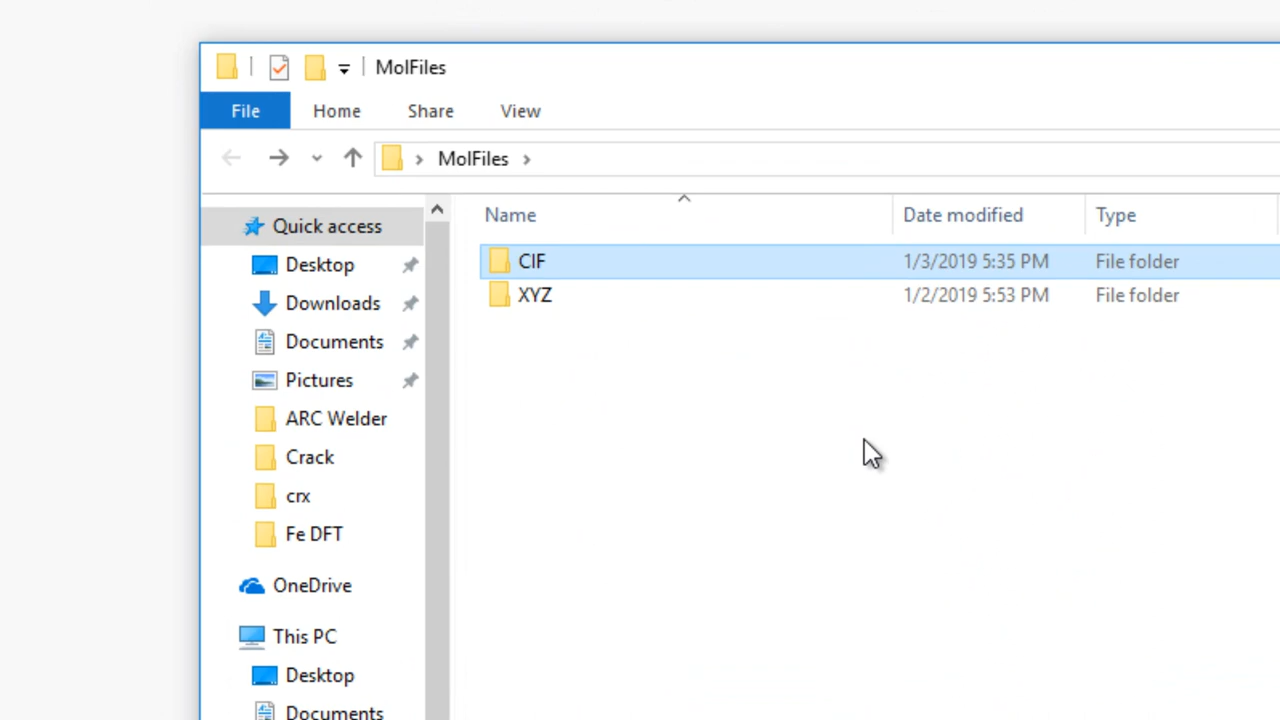 MolFiles
File Home Share View
MolFiles
Name Date modified Type
Quick access
CIF 1/3/2019 5:35 PM File folder
Desktop
XYZ 1/2/2019 5:53 PM File folder
Downloads
Documents
Pictures
ARC Welder
Crack
crx
Fe DFT
OneDrive
This PC
Desktop
Documents